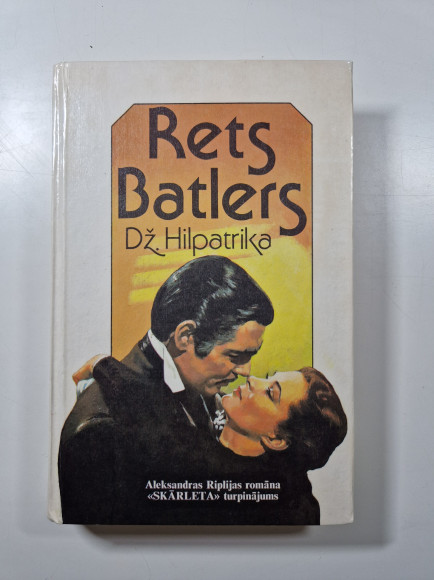 Rets
Batlers
Dž. Hilpatrika
Aleksandras Riplijas romāna
«SKĀRLETA» turpinājums